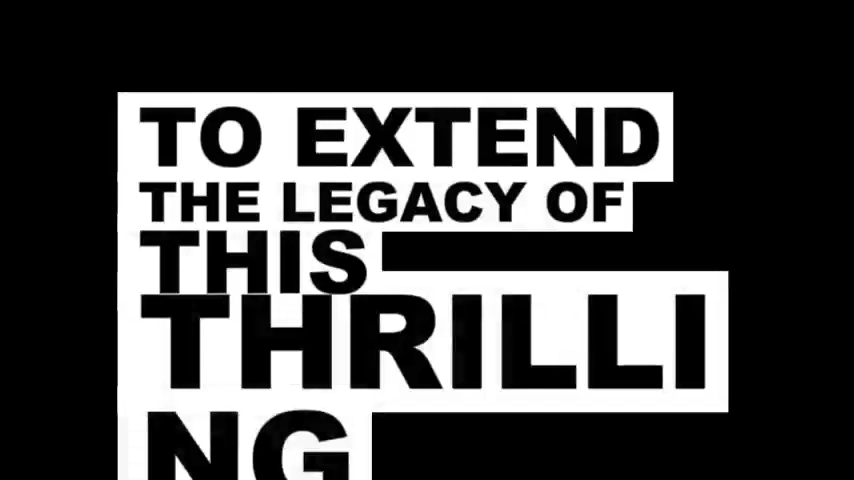 TO EXTEND
THE LEGACY OF
THIS
THRILLI
NG